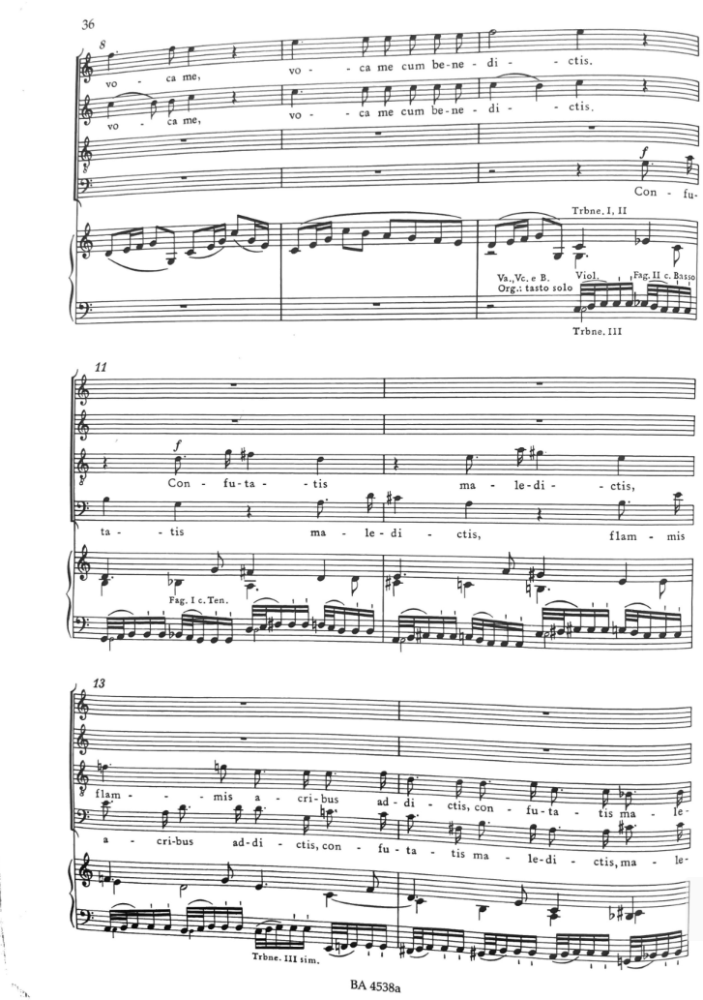 36
8
vo - ca me, vo - ca me cum be-ne - di - - ctis.
vo - ca me, vo - ca me cum be-ne - di - - ctis.
f
Con - fu-
Trbne. I, II
Va.,Vc. e B. Viol. Fag. II c. Basso
Org.: tasto solo
Trbne. III
11
f
Con - fu-ta - - tis ma - le-di - - ctis,
ta - - tis ma - le-di - - ctis, flam - mis
Fag. I c. Ten.
13
flam- - - mis a - cri-bus ad-di - ctis, con - fu-ta - tis ma - le-
a - cri-bus ad-di - ctis, con - fu - ta - tis ma - le-di - ctis, ma - le-
Trbne. III sim.
BA 4538a